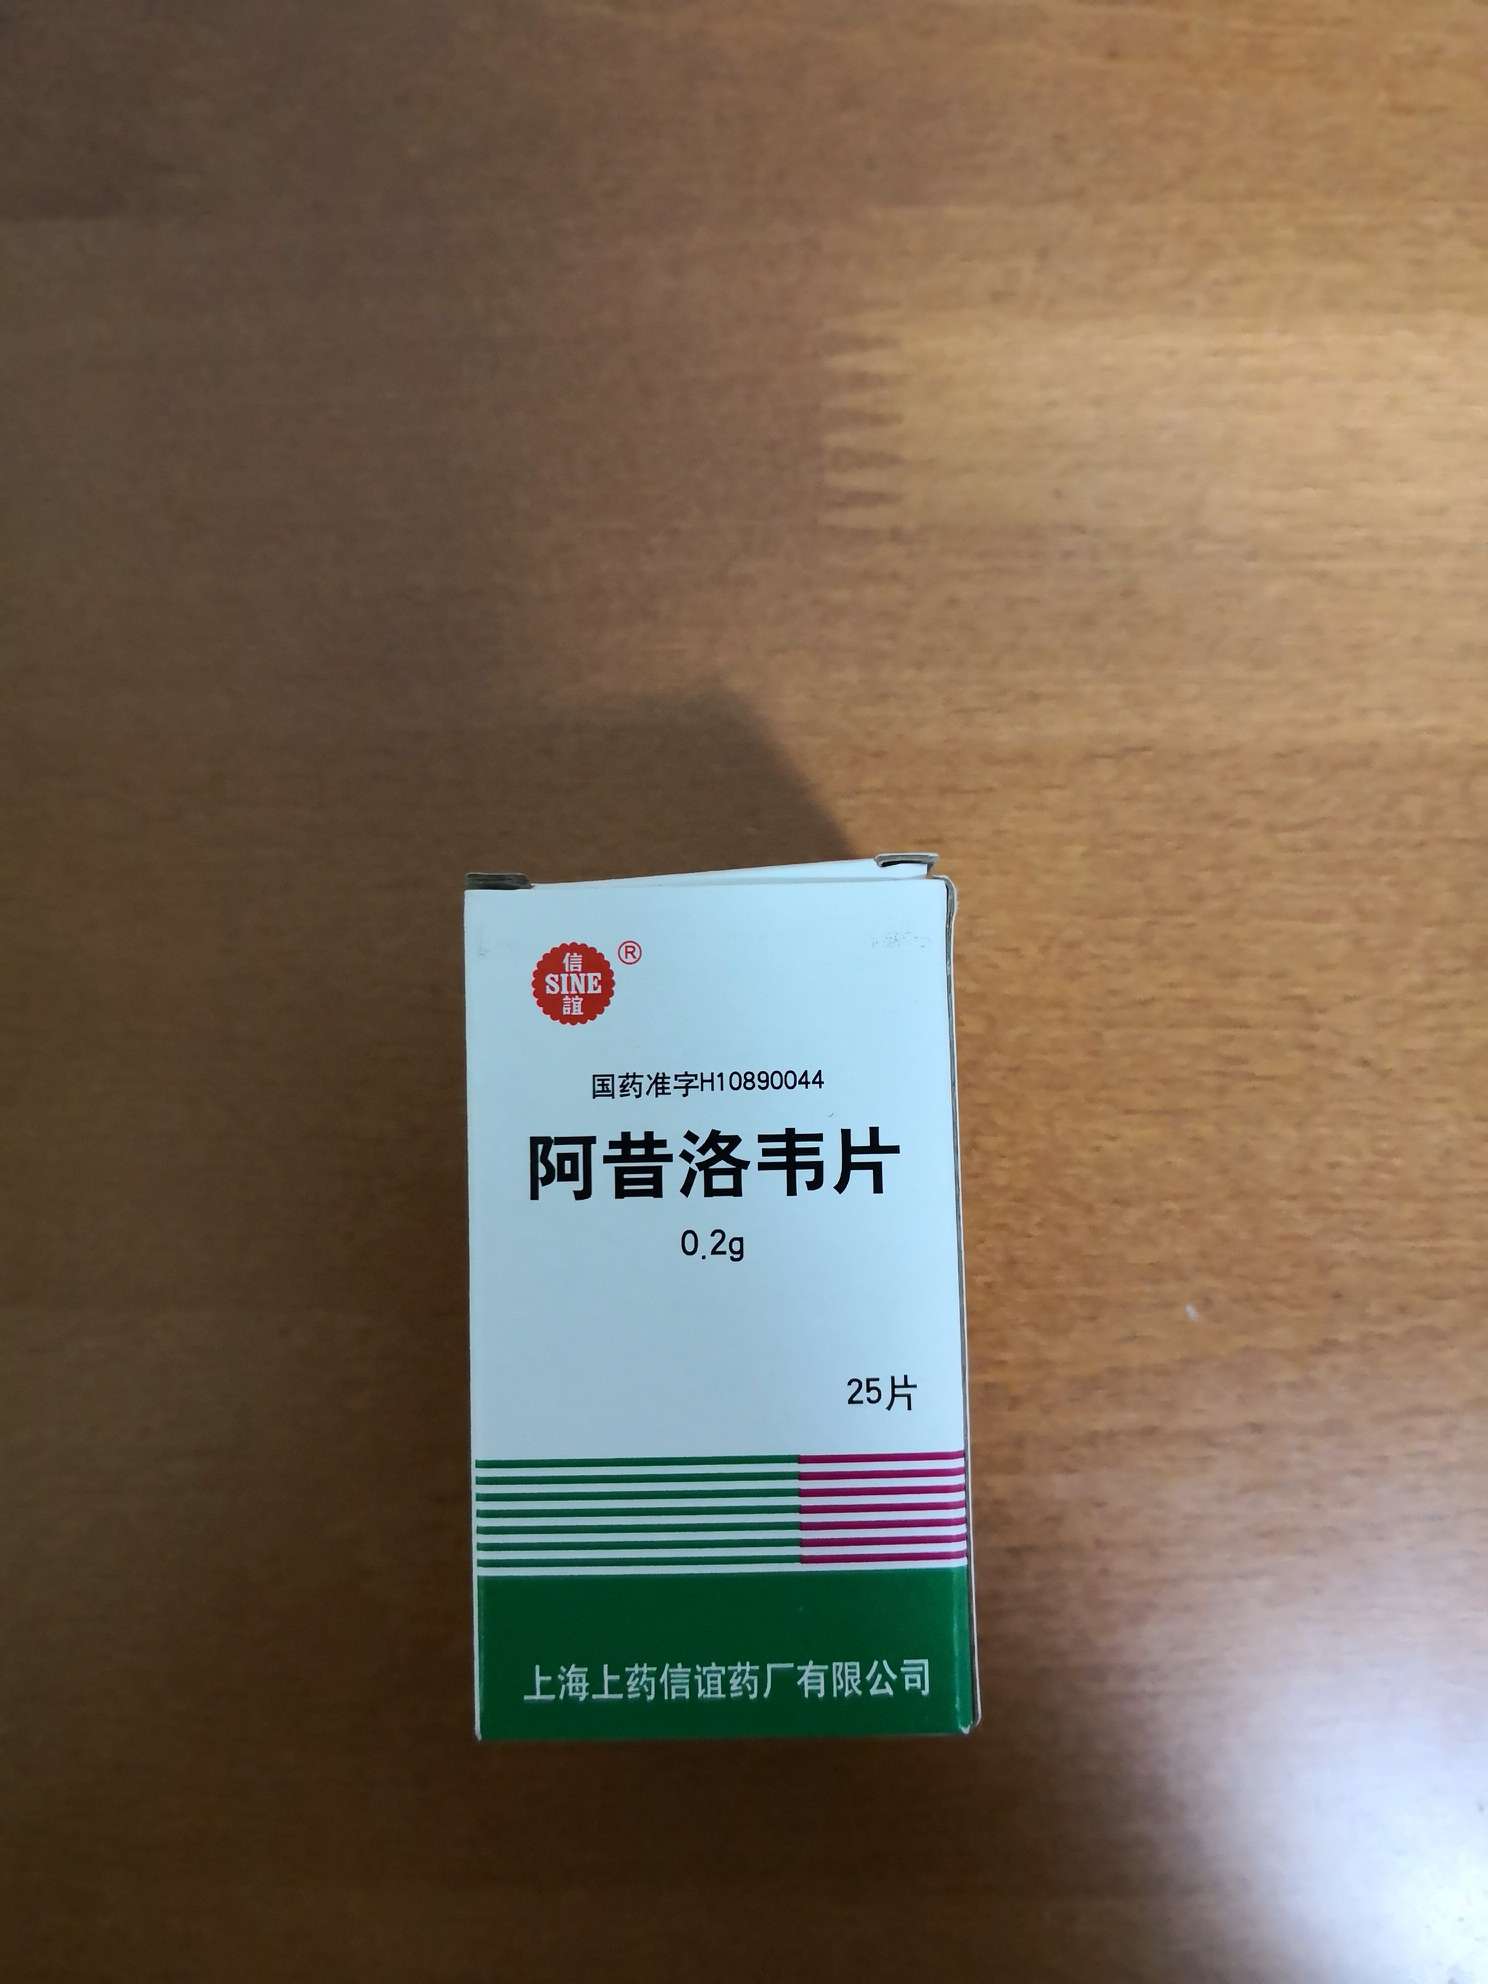 信
SINE
誼
®
国药准字H10890044
阿昔洛韦片
0.2g
25片
上海上药信谊药厂有限公司